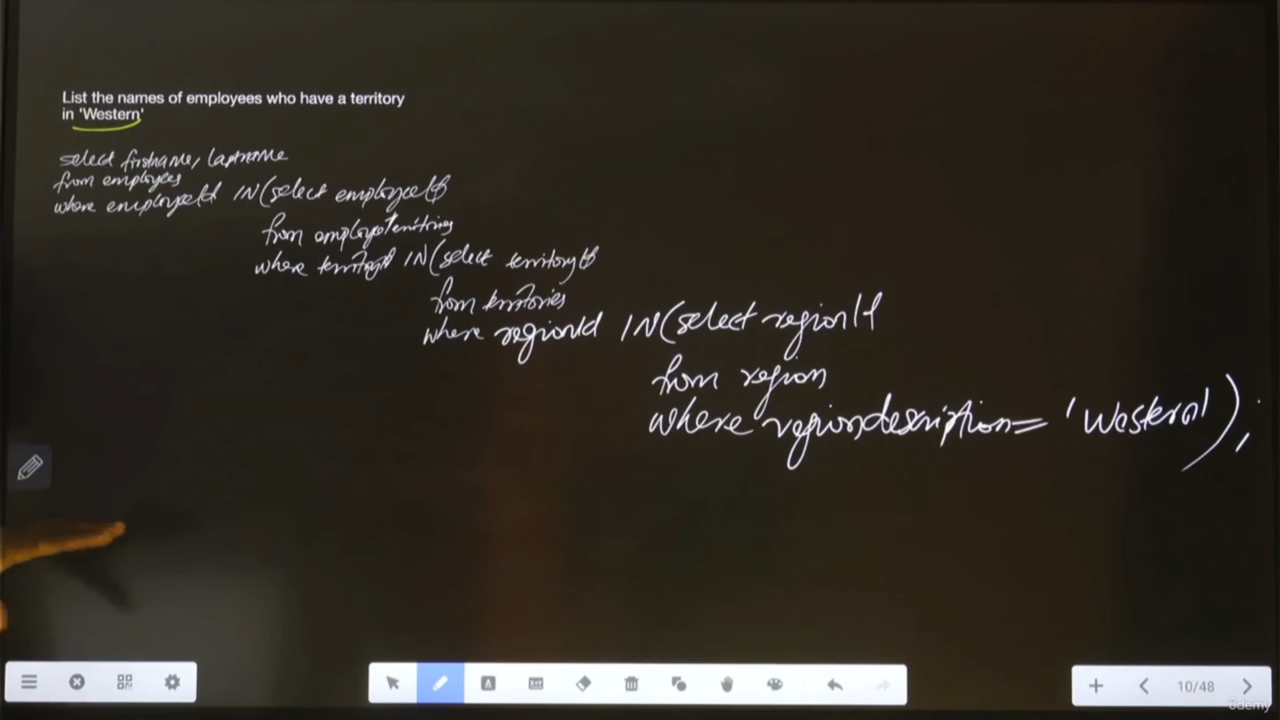 List the names of employees who have a territory
in 'Western'
select firstname, lastname
from employees
where employeeId IN(select employeeId
from employeeTerritories
where territoryId IN(select territoryId
from territories
where regionId IN(select regionId
from region
where regiondescription= 'Western');
10/48
ûdemy